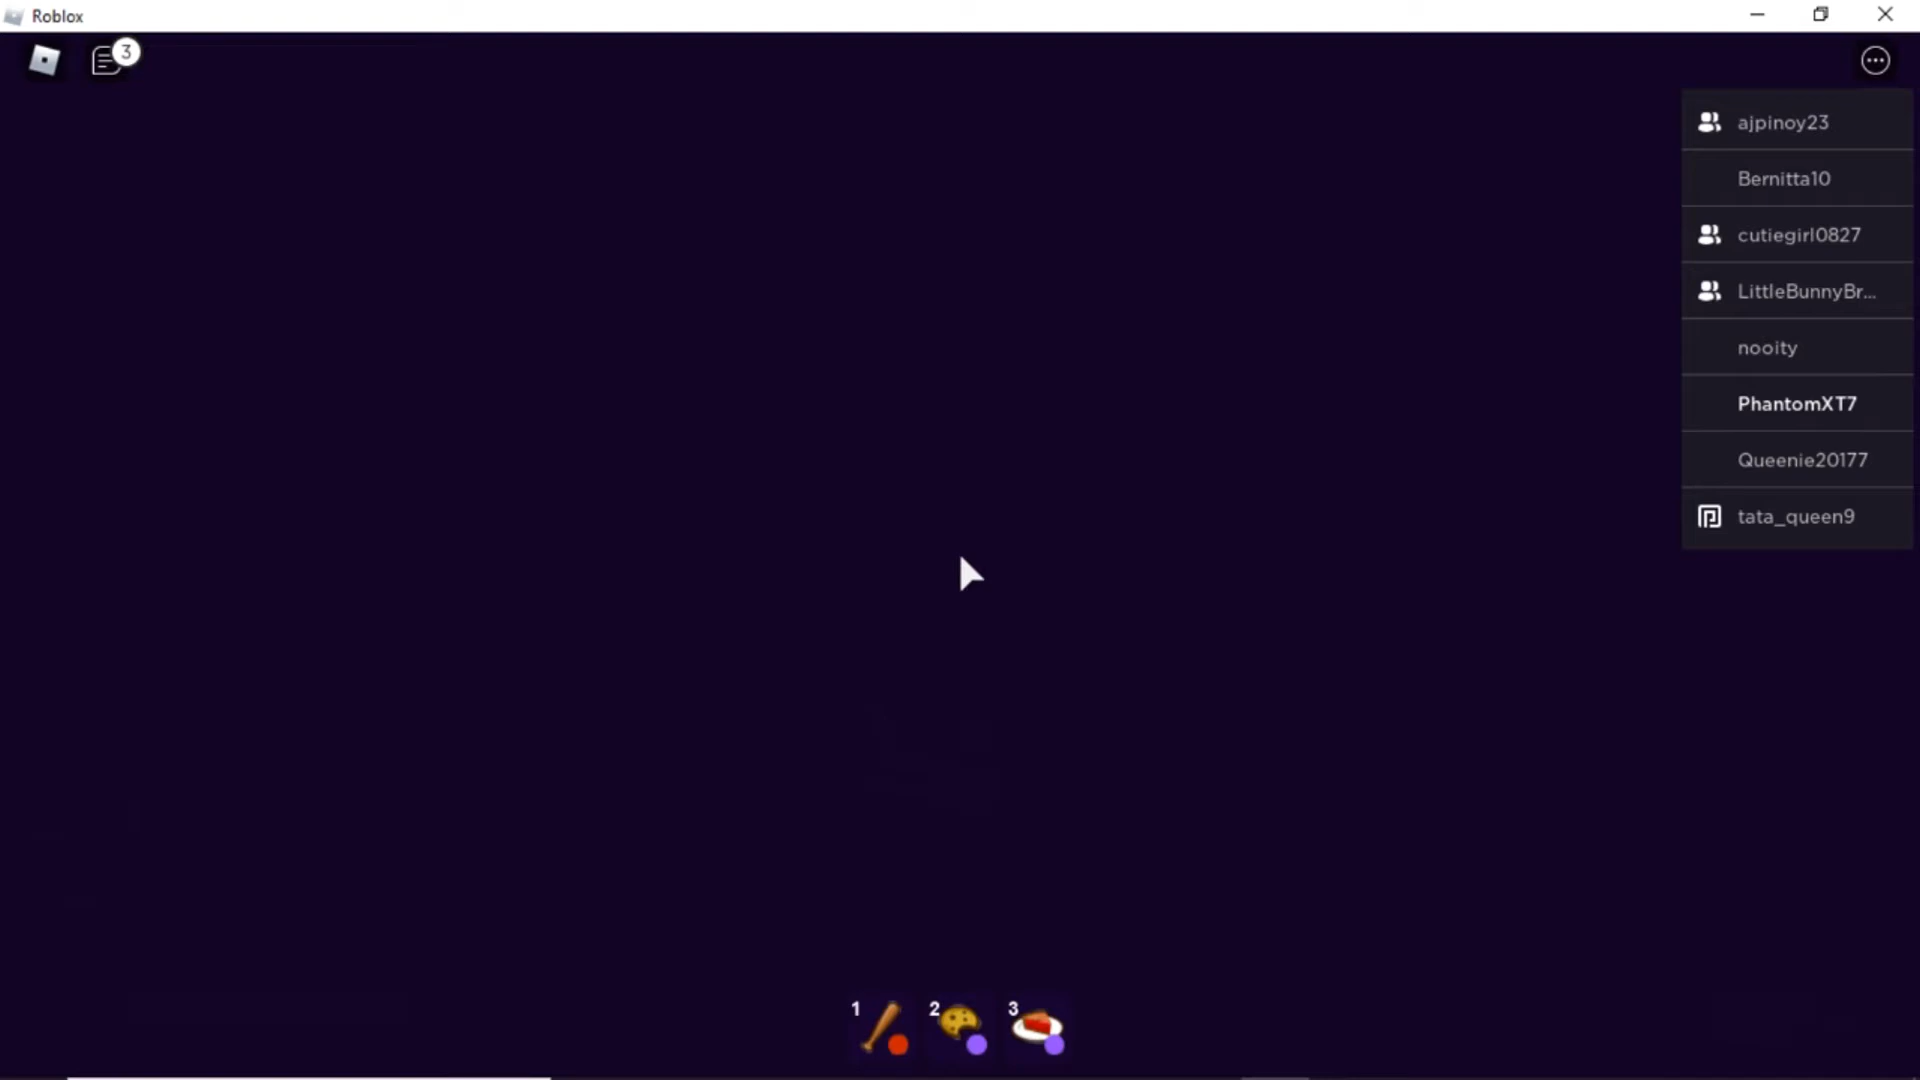 Roblox
3
ajpinoy23
Bernitta10
cutiegirl0827
LittleBunnyBr...
nooity
PhantomXT7
Queenie20177
tata_queen9
1 2 3